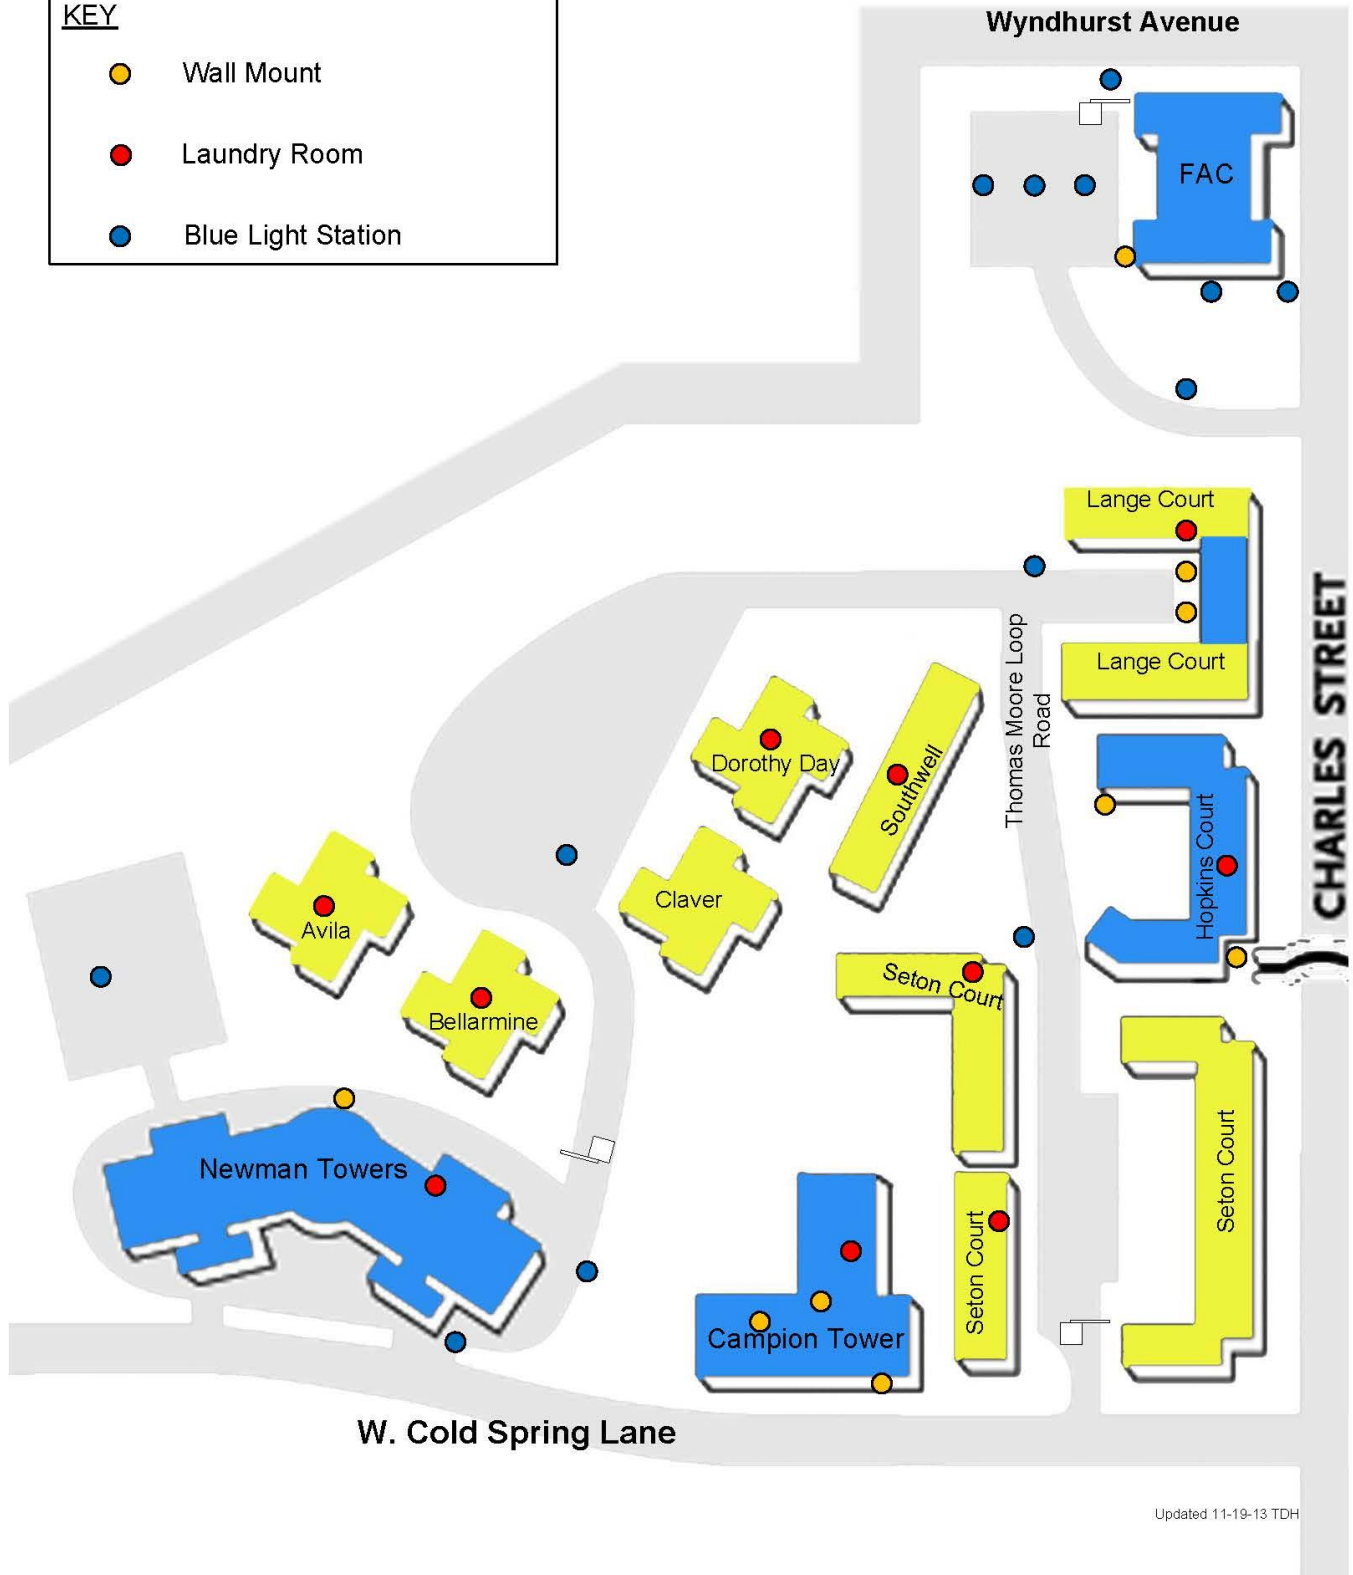 KEY
Wall Mount
Laundry Room
Blue Light Station
Wyndhurst Avenue
FAC
Lange Court
Lange Court
Thomas Moore Loop
Road
CHARLES STREET
Dorothy Day
Southwell
Hopkins Court
Claver
Avila
Bellarmine
Seton Court
Seton Court
Seton Court
Newman Towers
Campion Tower
W. Cold Spring Lane
Updated 11-19-13 TDH